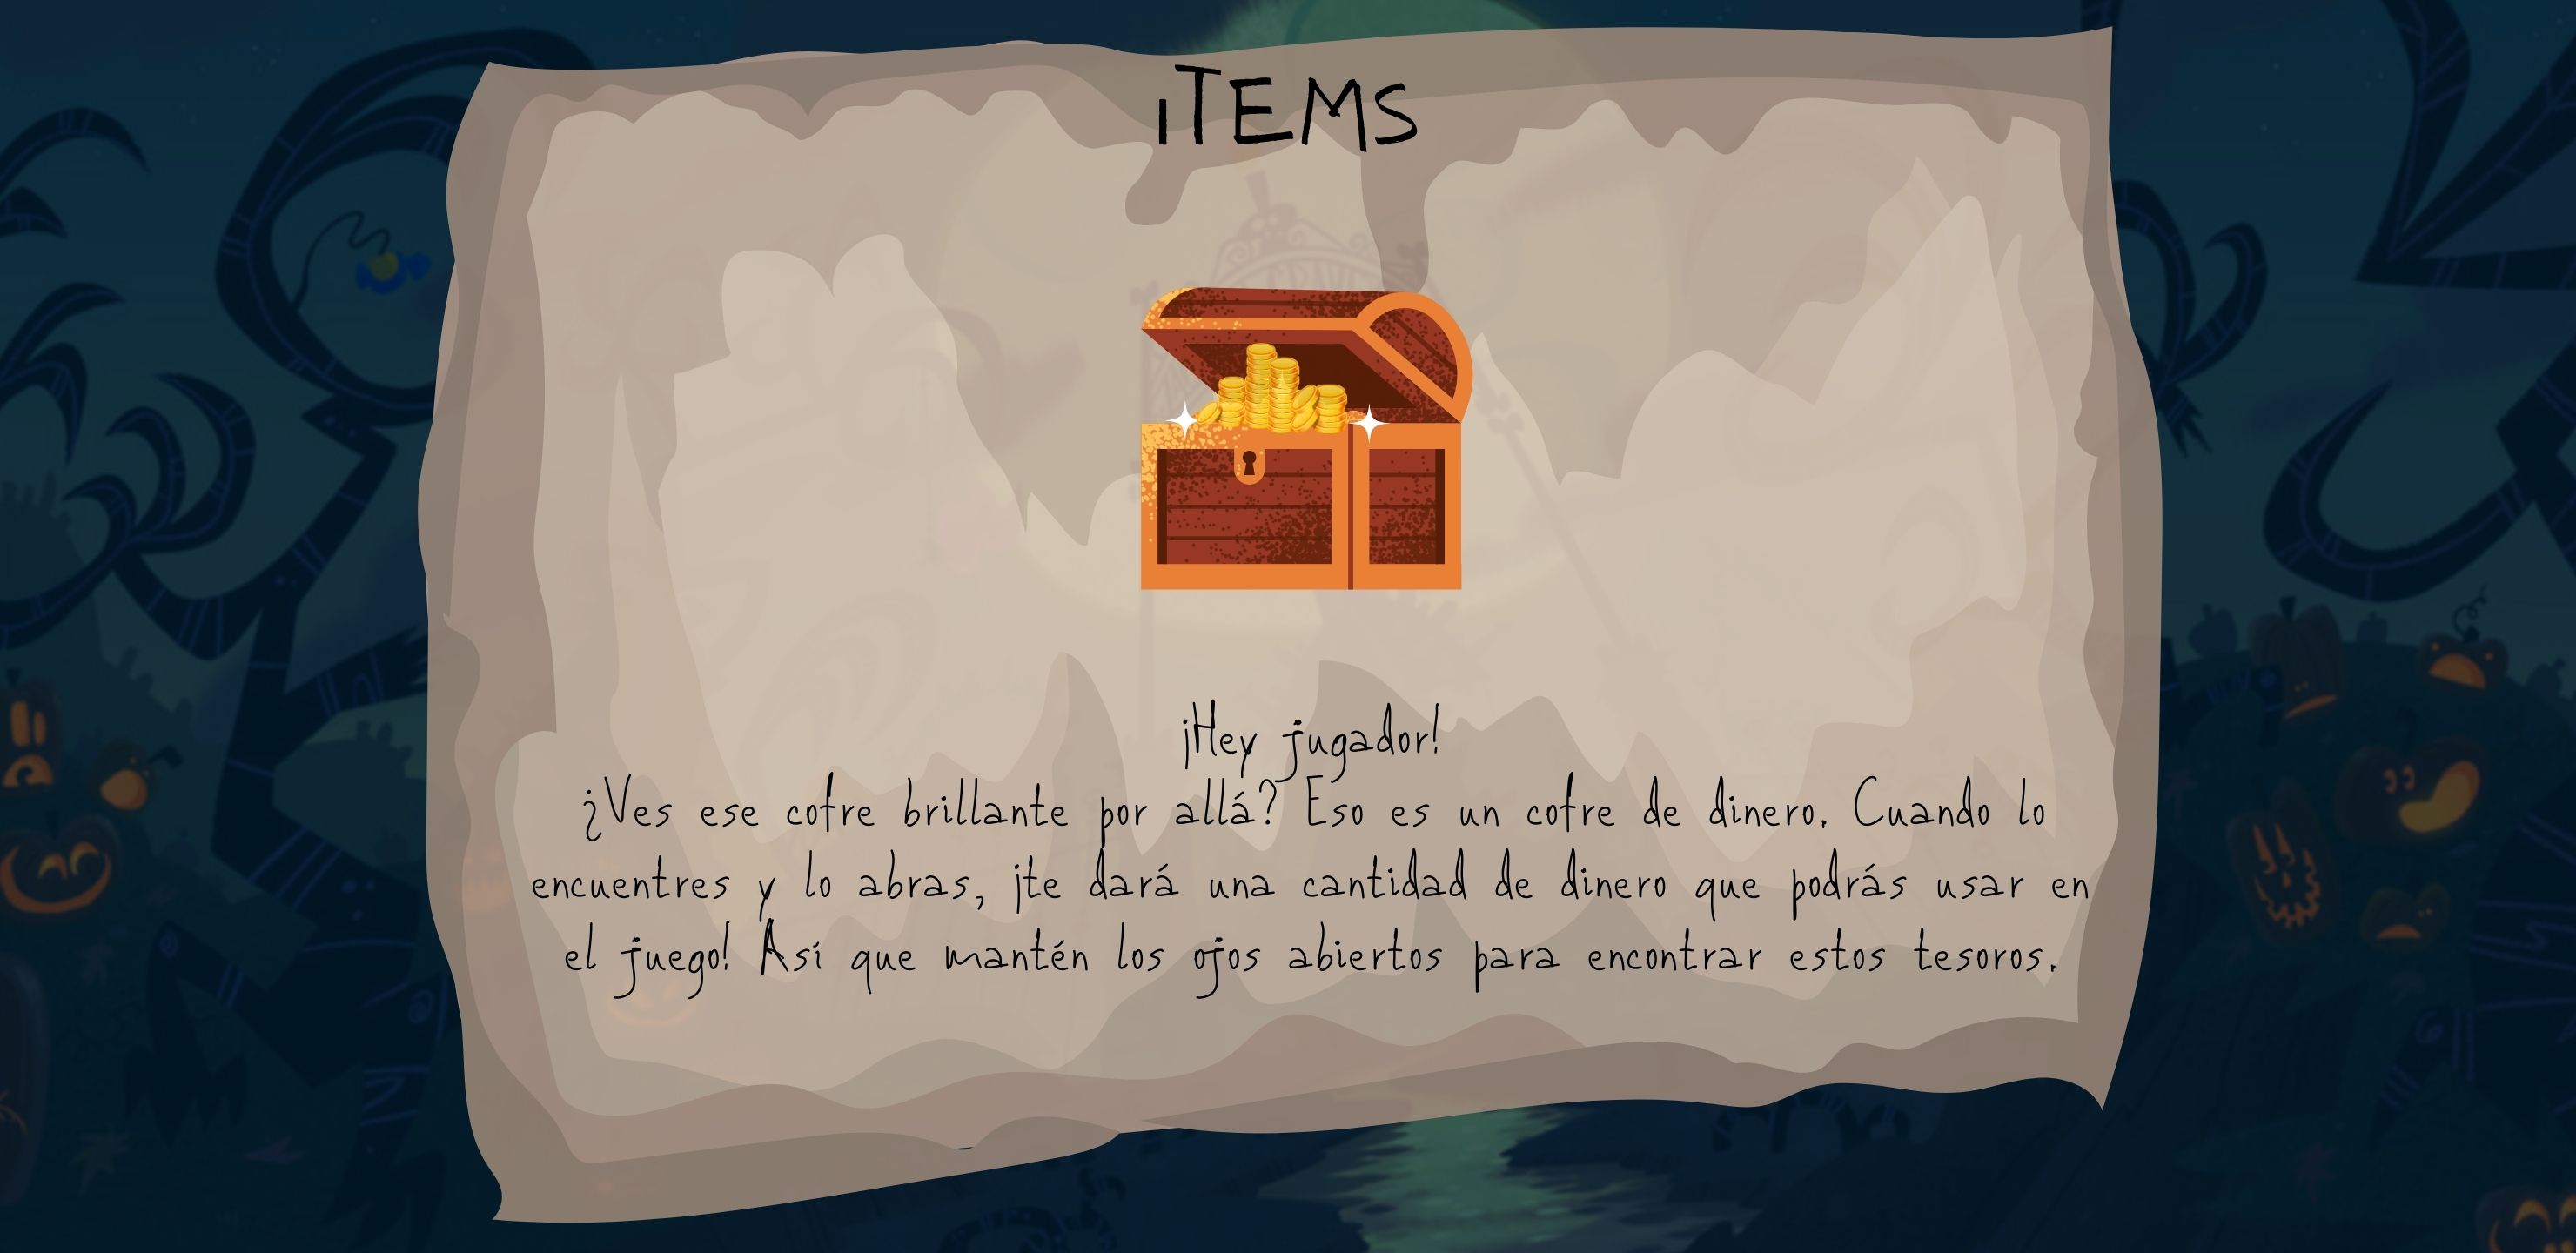 iTEMS
¡Hey jugador!
¿Ves ese cofre brillante por allá? Eso es un cofre de dinero. Cuando lo
encuentres y lo abras, ¡te dará una cantidad de dinero que podrás usar en
el juego! Así que mantén los ojos abiertos para encontrar estos tesoros.